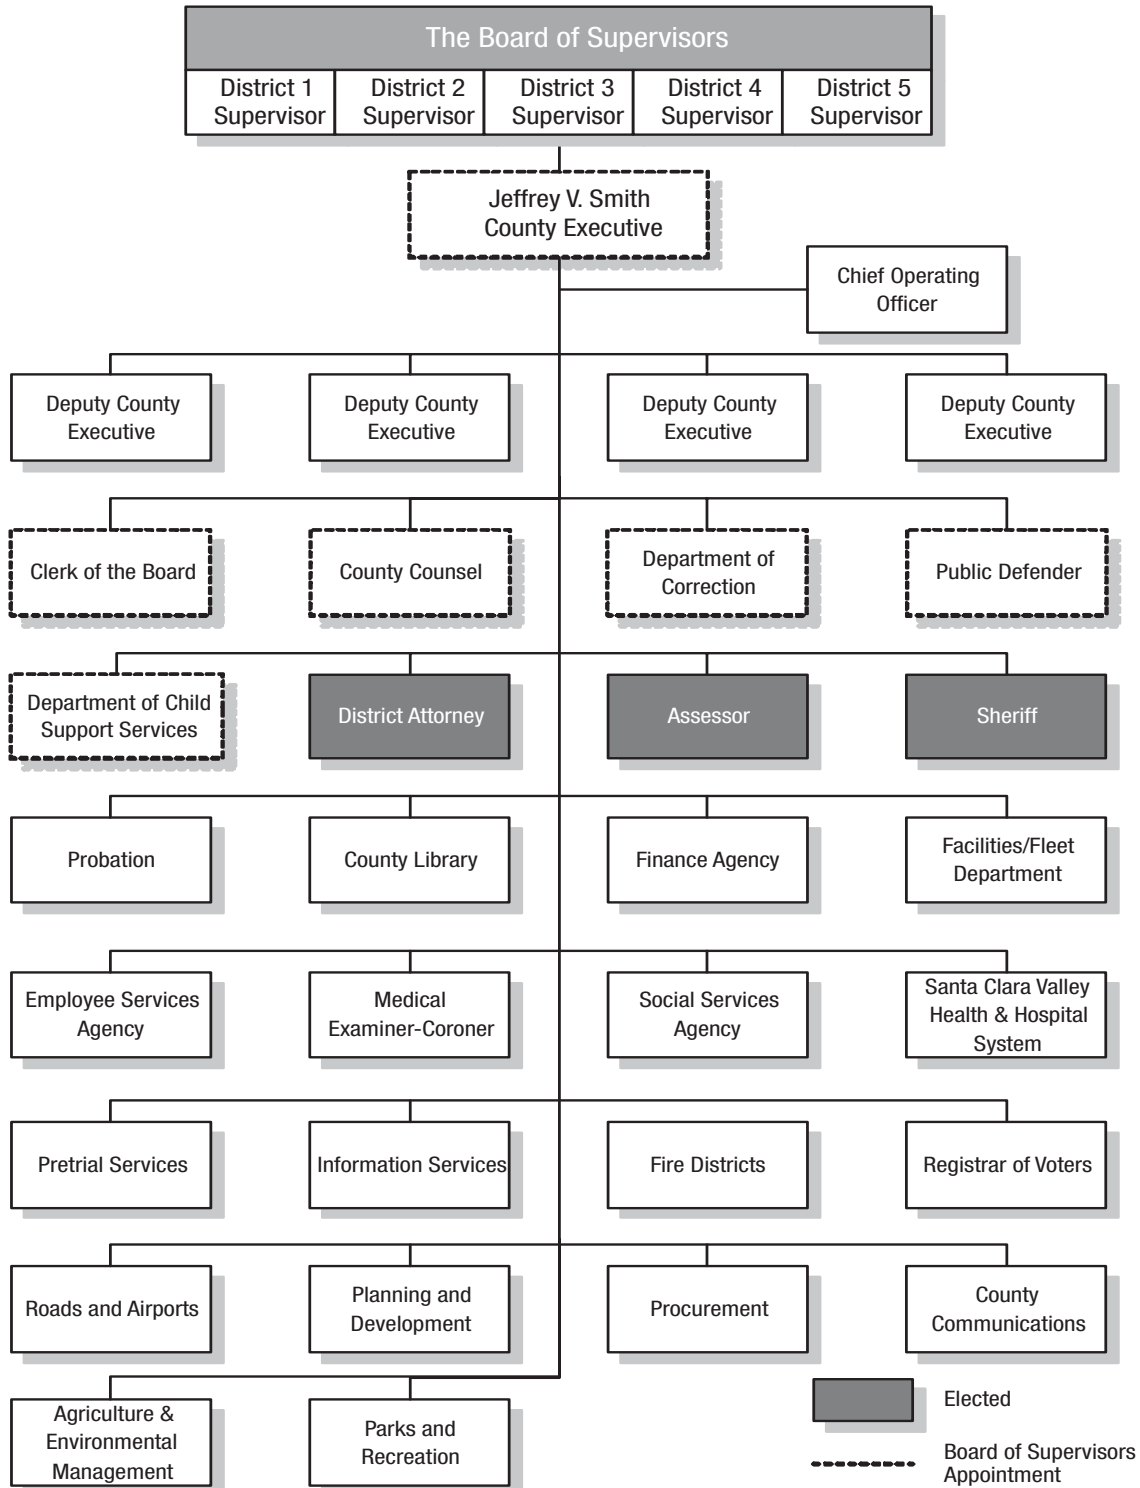 The Board of Supervisors
District 1
Supervisor
District 2
Supervisor
District 3
Supervisor
District 4
Supervisor
District 5
Supervisor
Jeffrey V. Smith
County Executive
Chief Operating
Officer
Deputy County
Executive
Deputy County
Executive
Deputy County
Executive
Deputy County
Executive
Clerk of the Board
County Counsel
Department of
Correction
Public Defender
Department of Child
Support Services
District Attorney
Assessor
Sheriff
Probation
County Library
Finance Agency
Facilities/Fleet
Department
Employee Services
Agency
Medical
Examiner-Coroner
Social Services
Agency
Santa Clara Valley
Health & Hospital
System
Pretrial Services
Information Services
Fire Districts
Registrar of Voters
Roads and Airports
Planning and
Development
Procurement
County
Communications
Agriculture &
Environmental
Management
Parks and
Recreation
Elected
Board of Supervisors
Appointment